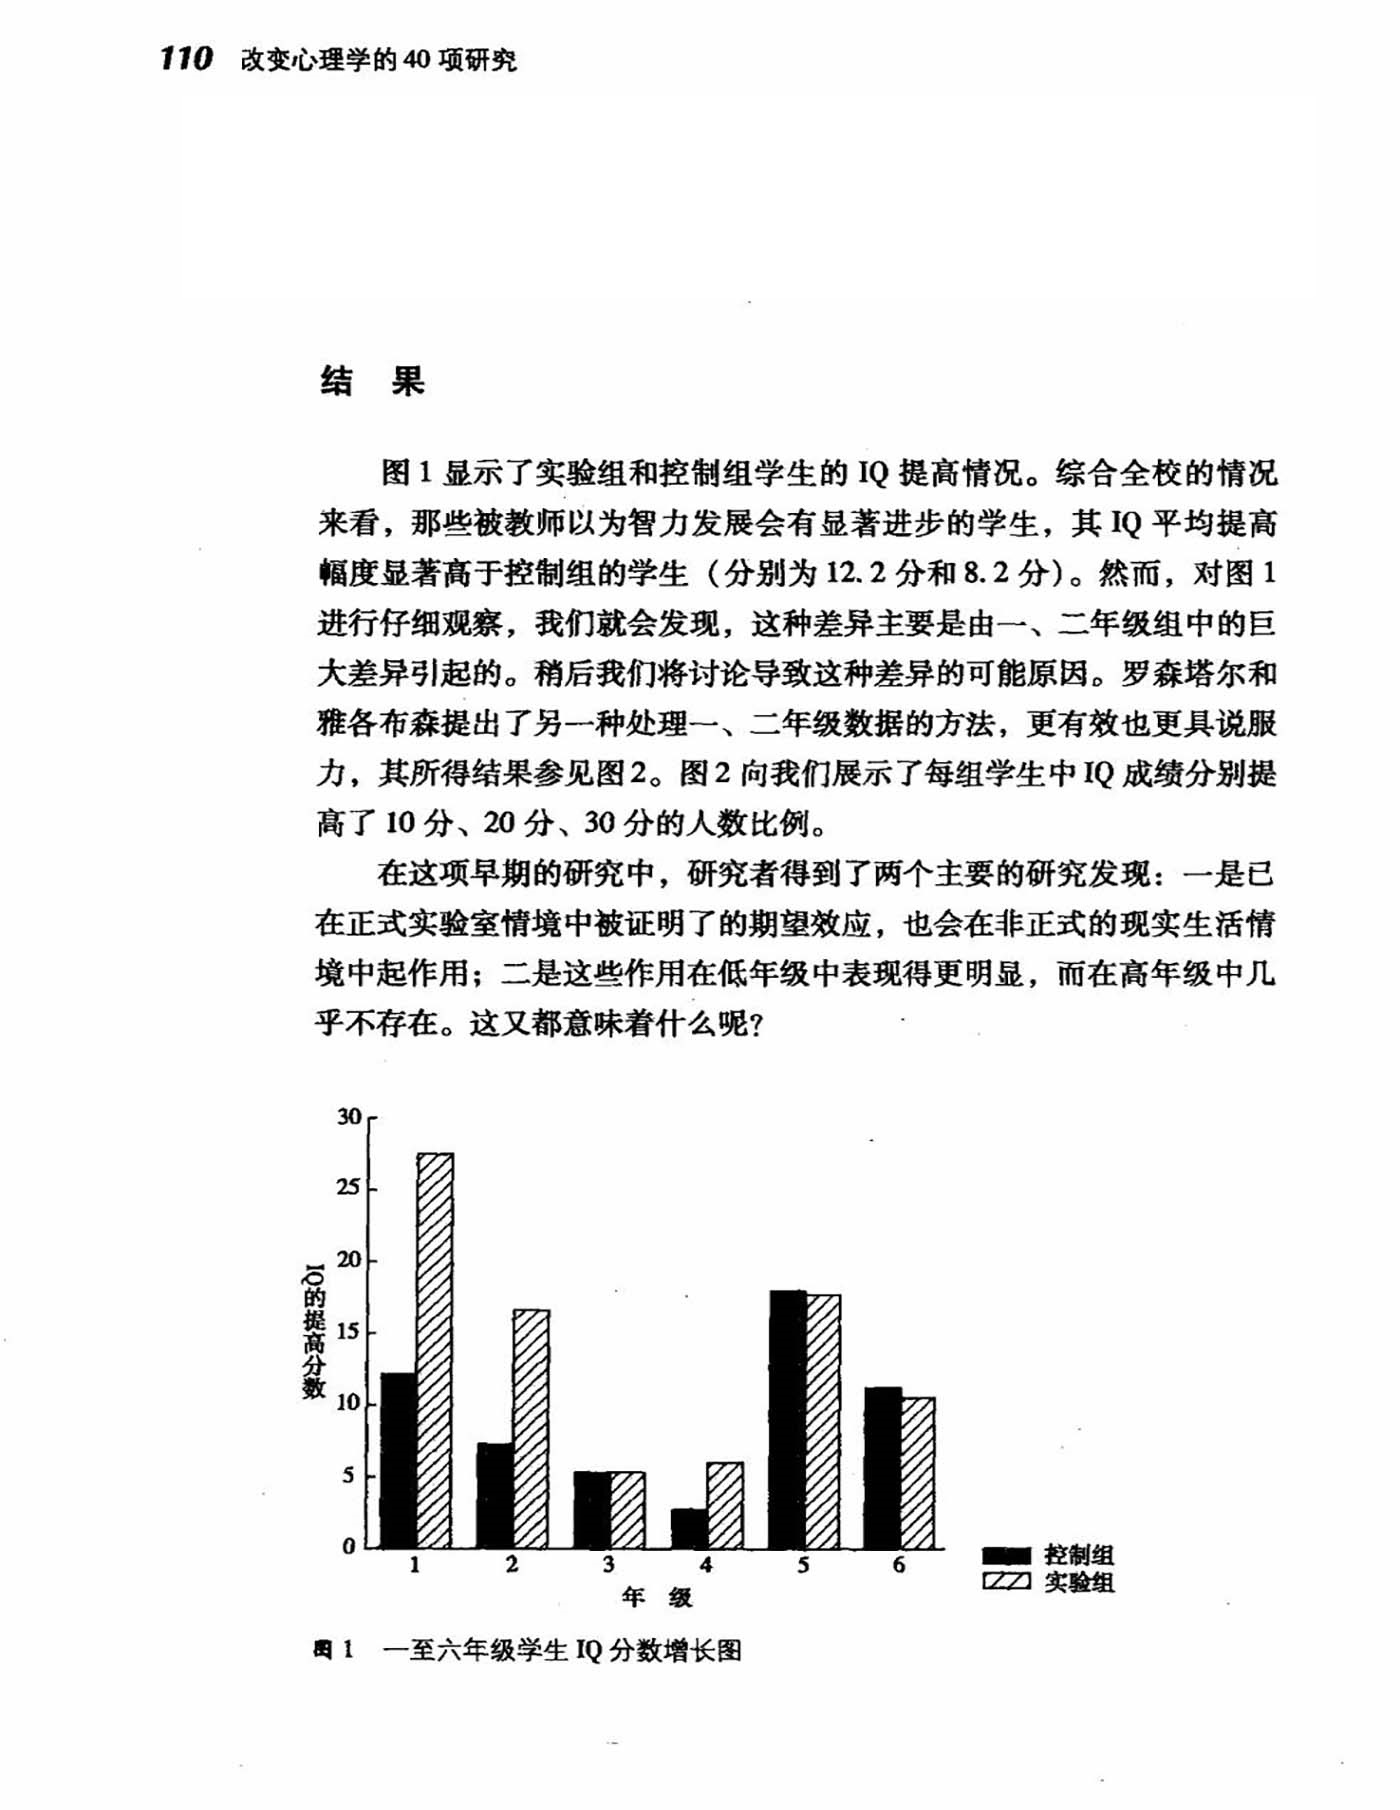 110 改变心理学的 40 项研究
结 果
图 1 显示了实验组和控制组学生的 IQ 提高情况。综合全校的情况
来看，那些被教师以为智力发展会有显著进步的学生，其 IQ 平均提高
幅度显著高于控制组的学生（分别为 12.2 分和 8.2 分）。然而，对图 1
进行仔细观察，我们就会发现，这种差异主要是由一、二年级组中的巨
大差异引起的。稍后我们将讨论导致这种差异的可能原因。罗森塔尔和
雅各布森提出了另一种处理一、二年级数据的方法，更有效也更具说服
力，其所得结果参见图 2。图 2 向我们展示了每组学生中 IQ 成绩分别提
高了 10 分、20 分、30 分的人数比例。
在这项早期的研究中，研究者得到了两个主要的研究发现：一是已
在正式实验室情境中被证明了的期望效应，也会在非正式的现实生活情
境中起作用；二是这些作用在低年级中表现得更明显，而在高年级中几
乎不存在。这又都意味着什么呢？
30
25
20
15
10
5
0
IQ的提高分数
1 2 3 4 5 6
年 级
控制组
实验组
图 1 一至六年级学生 IQ 分数增长图